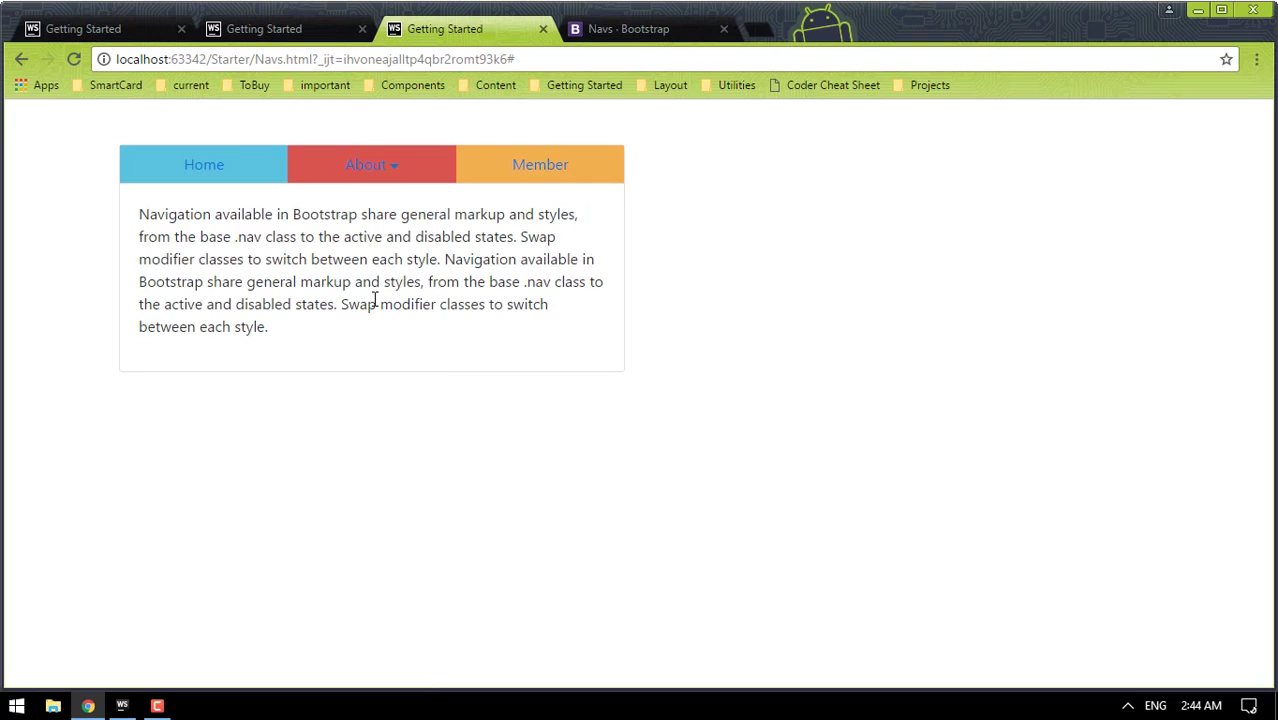 WS Getting Started
WS Getting Started
WS Getting Started
B Navs · Bootstrap
localhost:63342/Starter/Navs.html?_ijt=ihvoneajalltp4qbr2romt93k6#
Apps SmartCard current ToBuy important Components Content Getting Started Layout Utilities Coder Cheat Sheet Projects
Home About Member
Navigation available in Bootstrap share general markup and styles,
from the base .nav class to the active and disabled states. Swap
modifier classes to switch between each style. Navigation available in
Bootstrap share general markup and styles, from the base .nav class to
the active and disabled states. Swap modifier classes to switch
between each style.
WS C ENG 2:44 AM